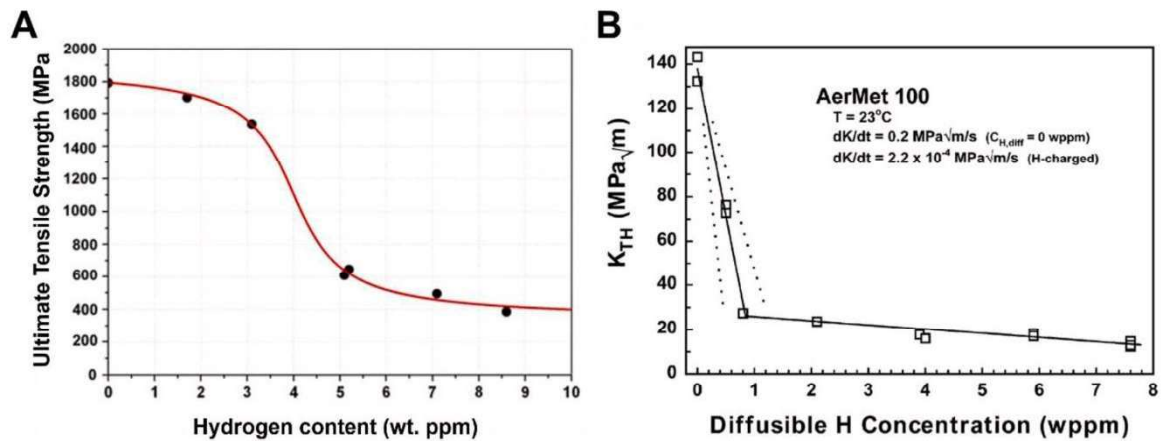 A
Ultimate Tensile Strength (MPa
2000
1800
1600
1400
1200
1000
800
600
400
200
0
0 1 2 3 4 5 6 7 8 9 10
Hydrogen content (wt. ppm)
B
K_TH (MPa√m)
140
120
100
80
60
40
20
0
AerMet 100
T = 23°C
dK/dt = 0.2 MPa√m/s (C_H,diff = 0 wppm)
dK/dt = 2.2 x 10⁻⁴ MPa√m/s (H-charged)
0 1 2 3 4 5 6 7 8
Diffusible H Concentration (wppm)